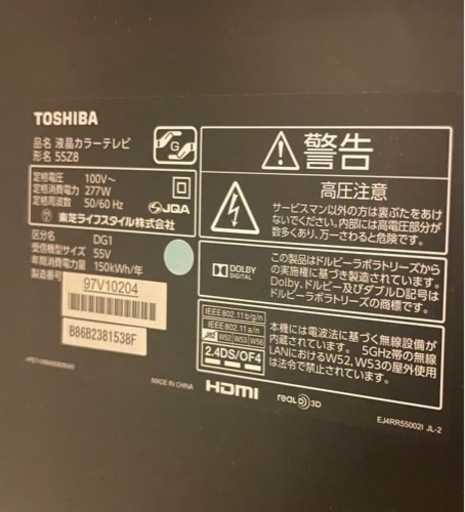 TOSHIBA
品名 液晶カラーテレビ
形名 55Z8
定格電圧 100V~
定格消費電力 277W
定格周波数 50/60 Hz
JQA
東芝ライフスタイル株式会社
区分名 DG1
受信機型サイズ 55V
年間消費電力量 150kWh/年
製造番号
97V10204
B86B2381538F
MADE IN CHINA
警告
高圧注意
サービスマン以外の方は裏ぶたをあけ
ないでください。内部には高電圧部分が
数多くあり、万一さわると危険です。
DOLBY
DIGITAL
この製品はドルビーラボラトリーズから
の実施権に基づき製造されています。
Dolby、ドルビー及びダブルD記号は
ドルビーラボラトリーズの商標です。
IEEE802.11b/g/n
IEEE802.11a/n
W52 W53 W56
2.4DS/OF4
本機には電波法に基づく無線設備が
内蔵されています。 5GHz帯の無線
LANにおけるW52、W53の屋外使用
は法令で禁止されています。
HDMI
REAL D 3D
EJ4RR55002I JL-2